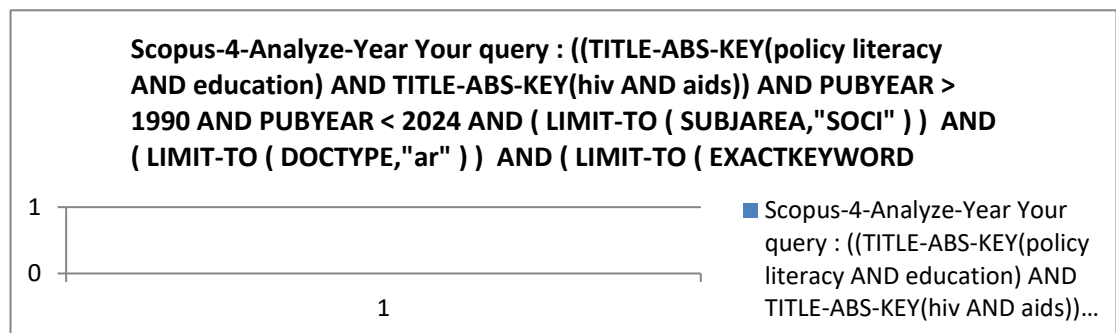 Scopus-4-Analyze-Year Your query : ((TITLE-ABS-KEY(policy literacy
AND education) AND TITLE-ABS-KEY(hiv AND aids)) AND PUBYEAR >
1990 AND PUBYEAR < 2024 AND ( LIMIT-TO ( SUBJAREA,"SOCI" ) ) AND
( LIMIT-TO ( DOCTYPE,"ar" ) ) AND ( LIMIT-TO ( EXACTKEYWORD
1
0
1
Scopus-4-Analyze-Year Your
query : ((TITLE-ABS-KEY(policy
literacy AND education) AND
TITLE-ABS-KEY(hiv AND aids))…